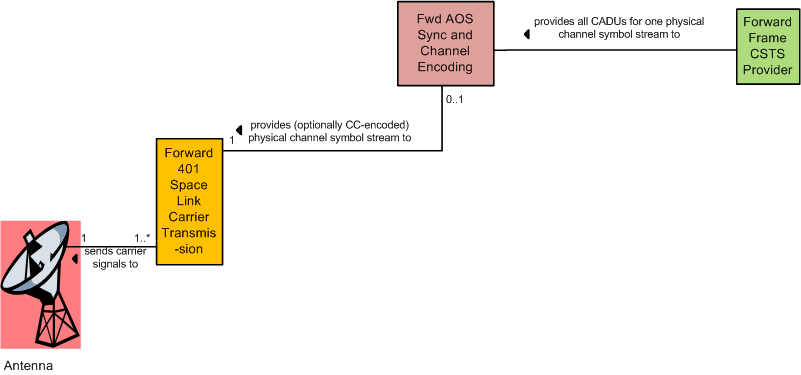 Fwd AOS
Sync and
Channel
Encoding
provides all CADUs for one physical
channel symbol stream to
Forward
Frame
CSTS
Provider
0..1
provides (optionally CC-encoded)
physical channel symbol stream to
1
Forward
401
Space
Link
Carrier
Transmis
-sion
1
1..*
sends carrier
signals to
Antenna